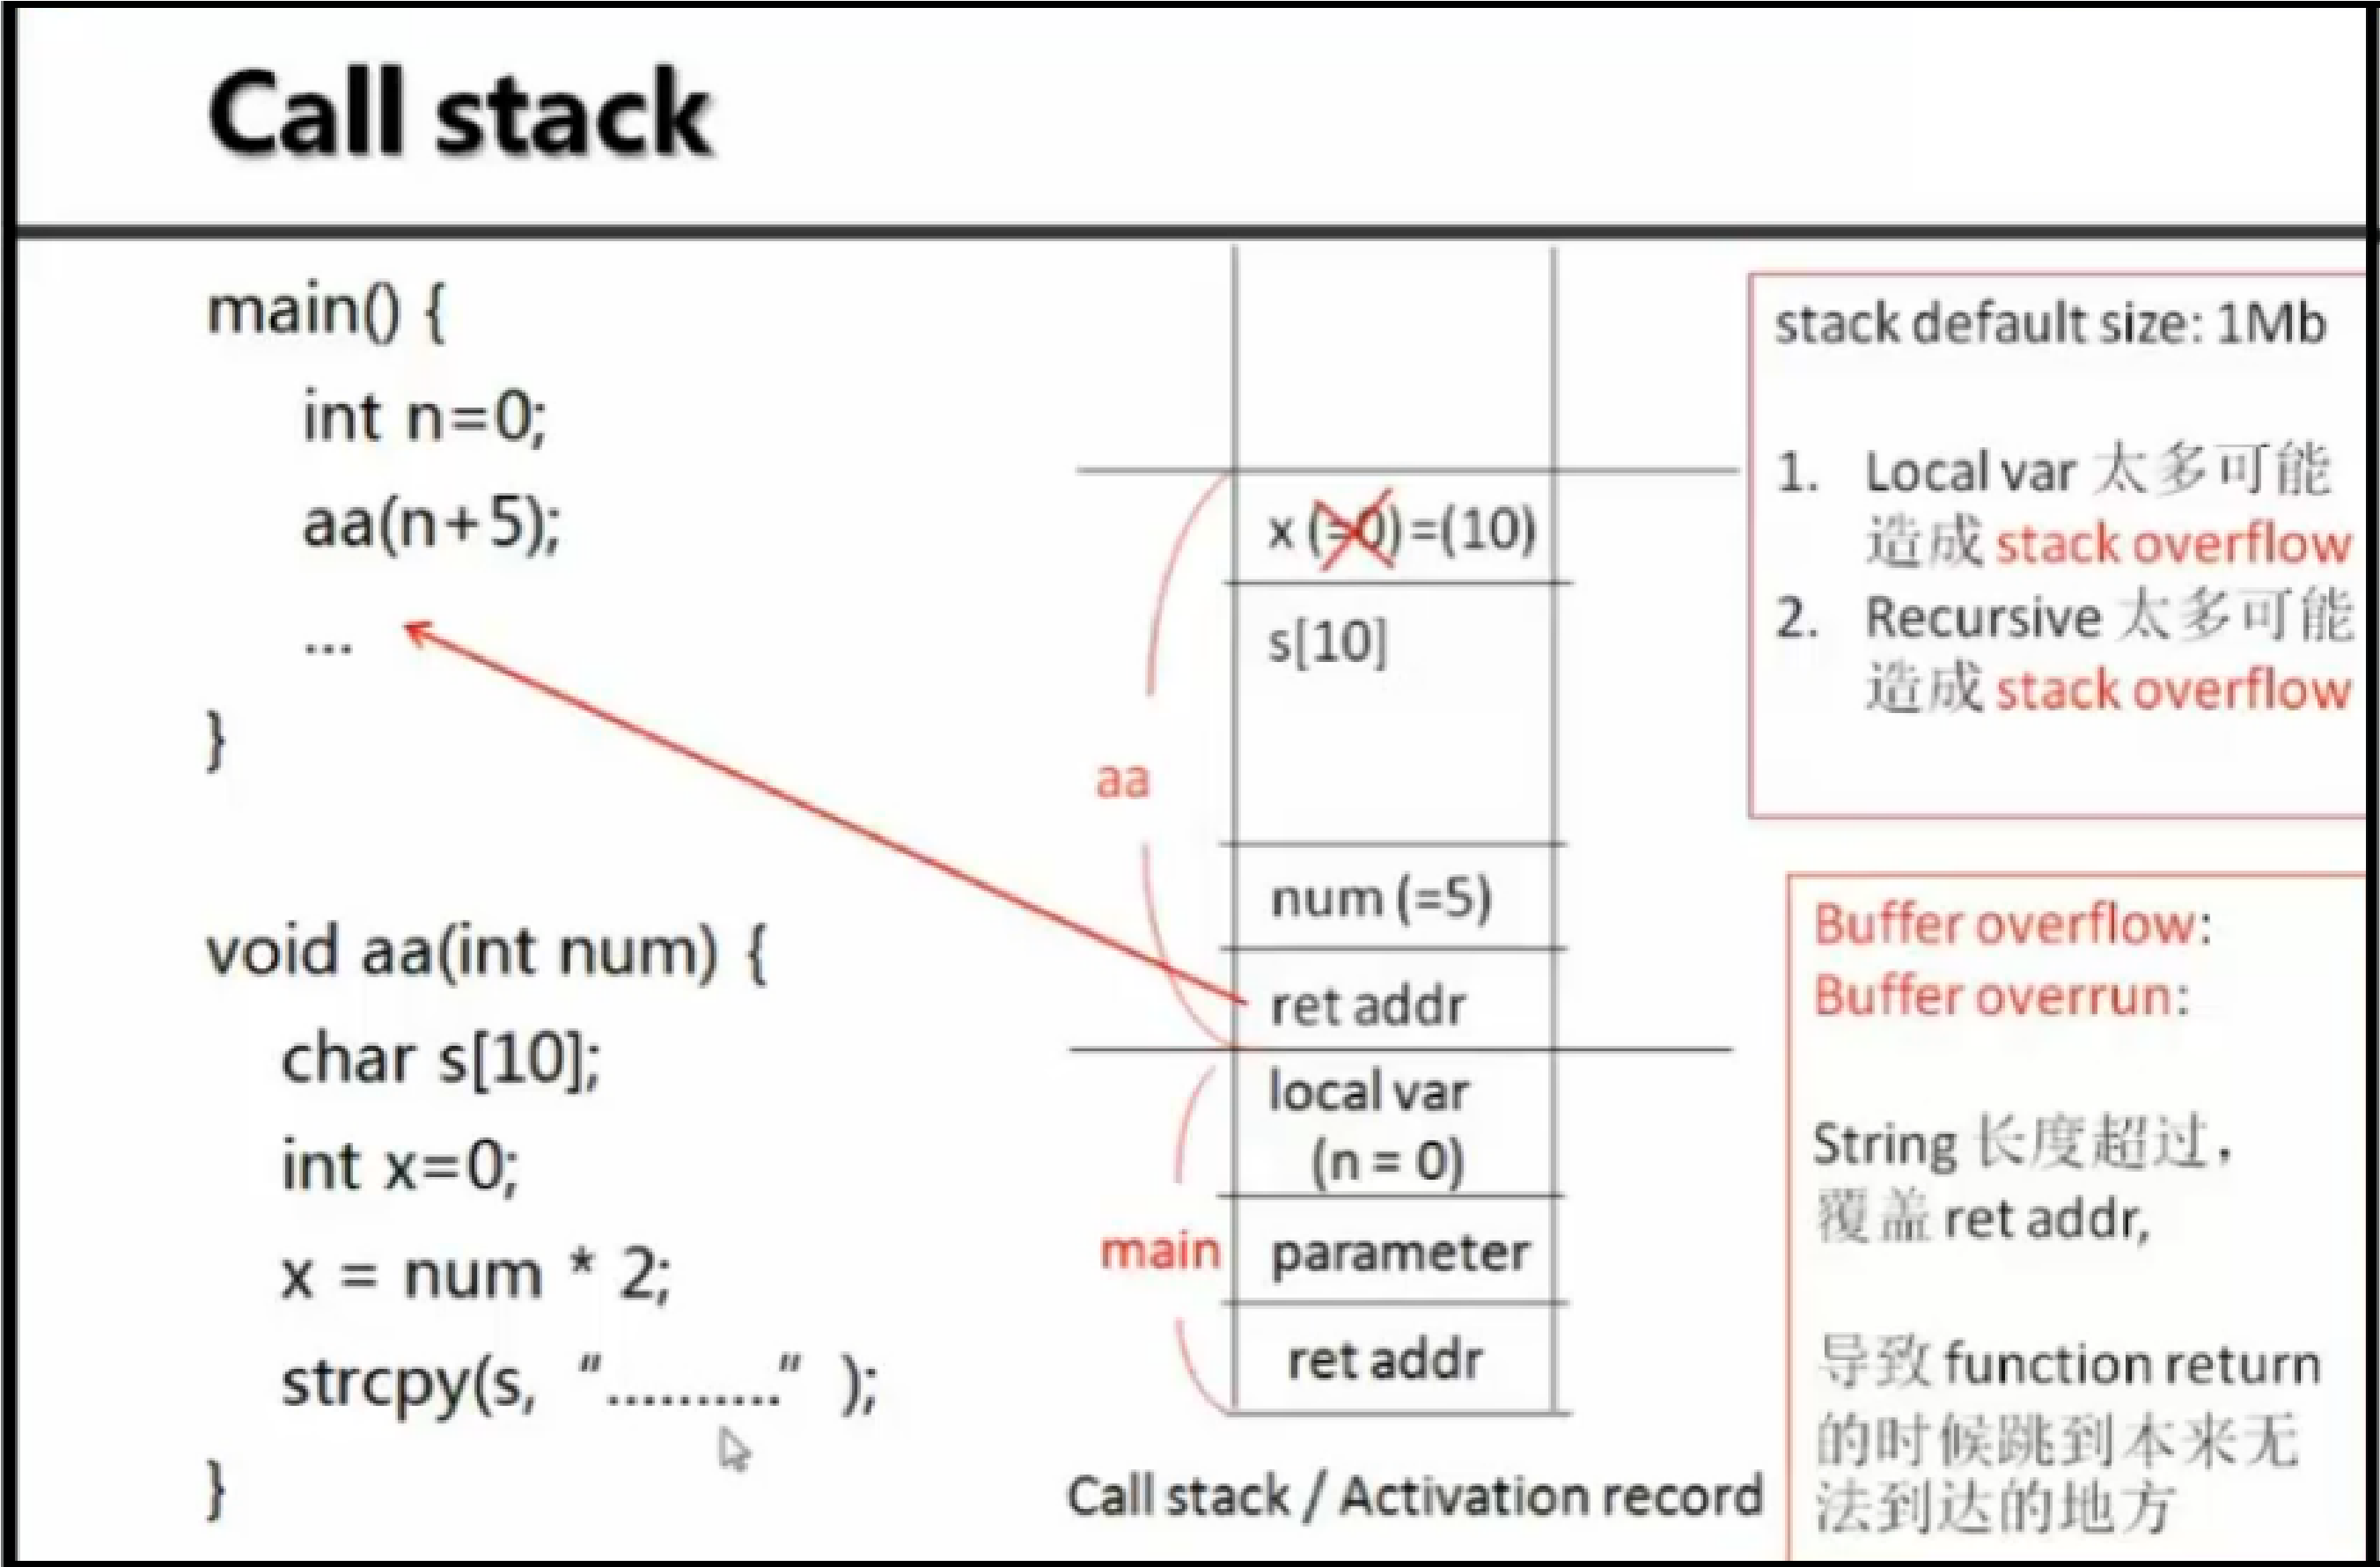 Call stack
main() {
int n=0;
aa(n+5);
...
}
void aa(int num) {
char s[10];
int x=0;
x = num * 2;
strcpy(s, “..........” );
}
x (=0)=(10)
s[10]
num (=5)
ret addr
local var
(n = 0)
parameter
ret addr
aa
main
Call stack / Activation record
stack default size: 1Mb
1. Local var 太多可能
造成 stack overflow
2. Recursive 太多可能
造成 stack overflow
Buffer overflow:
Buffer overrun:
String 长度超过，
覆盖 ret addr,
导致 function return
的时候跳到本来无
法到达的地方